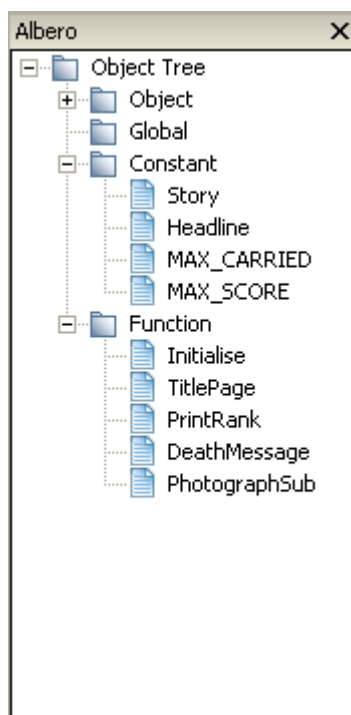 Albero
Object Tree
Object
Global
Constant
Story
Headline
MAX_CARRIED
MAX_SCORE
Function
Initialise
TitlePage
PrintRank
DeathMessage
PhotographSub